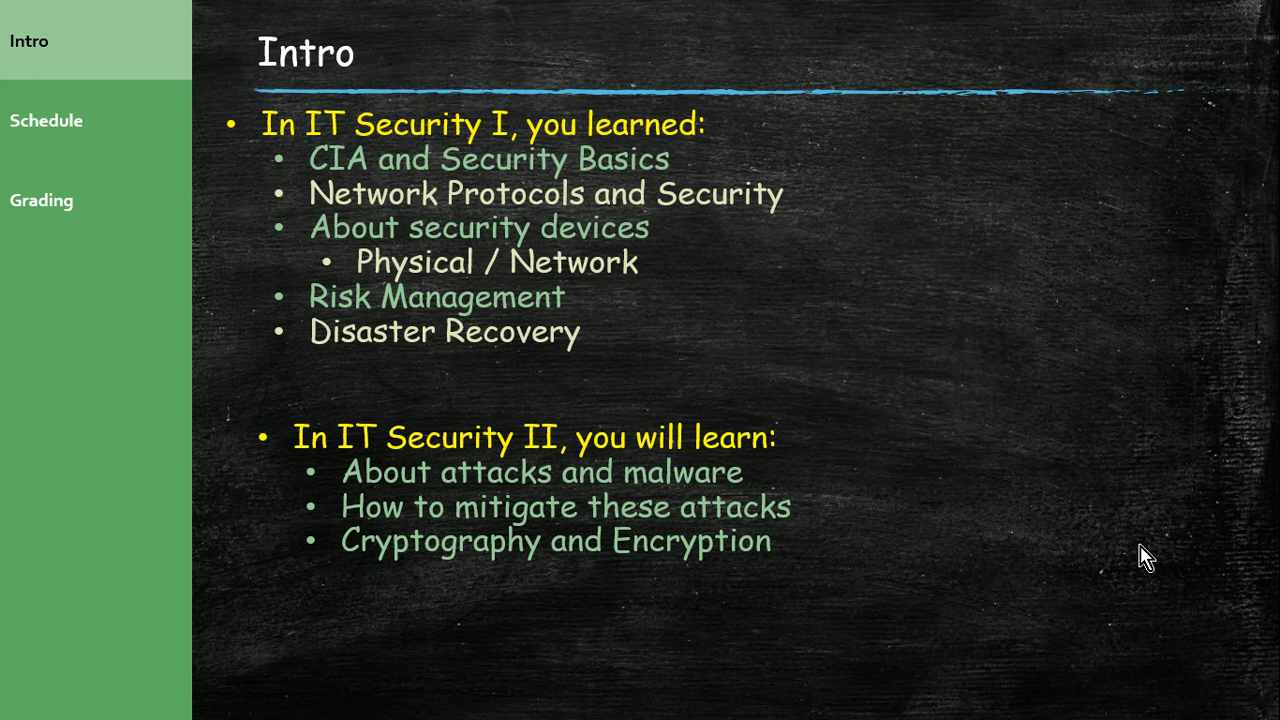 Intro
Schedule
Grading
Intro
• In IT Security I, you learned:
• CIA and Security Basics
• Network Protocols and Security
• About security devices
• Physical / Network
• Risk Management
• Disaster Recovery
• In IT Security II, you will learn:
• About attacks and malware
• How to mitigate these attacks
• Cryptography and Encryption